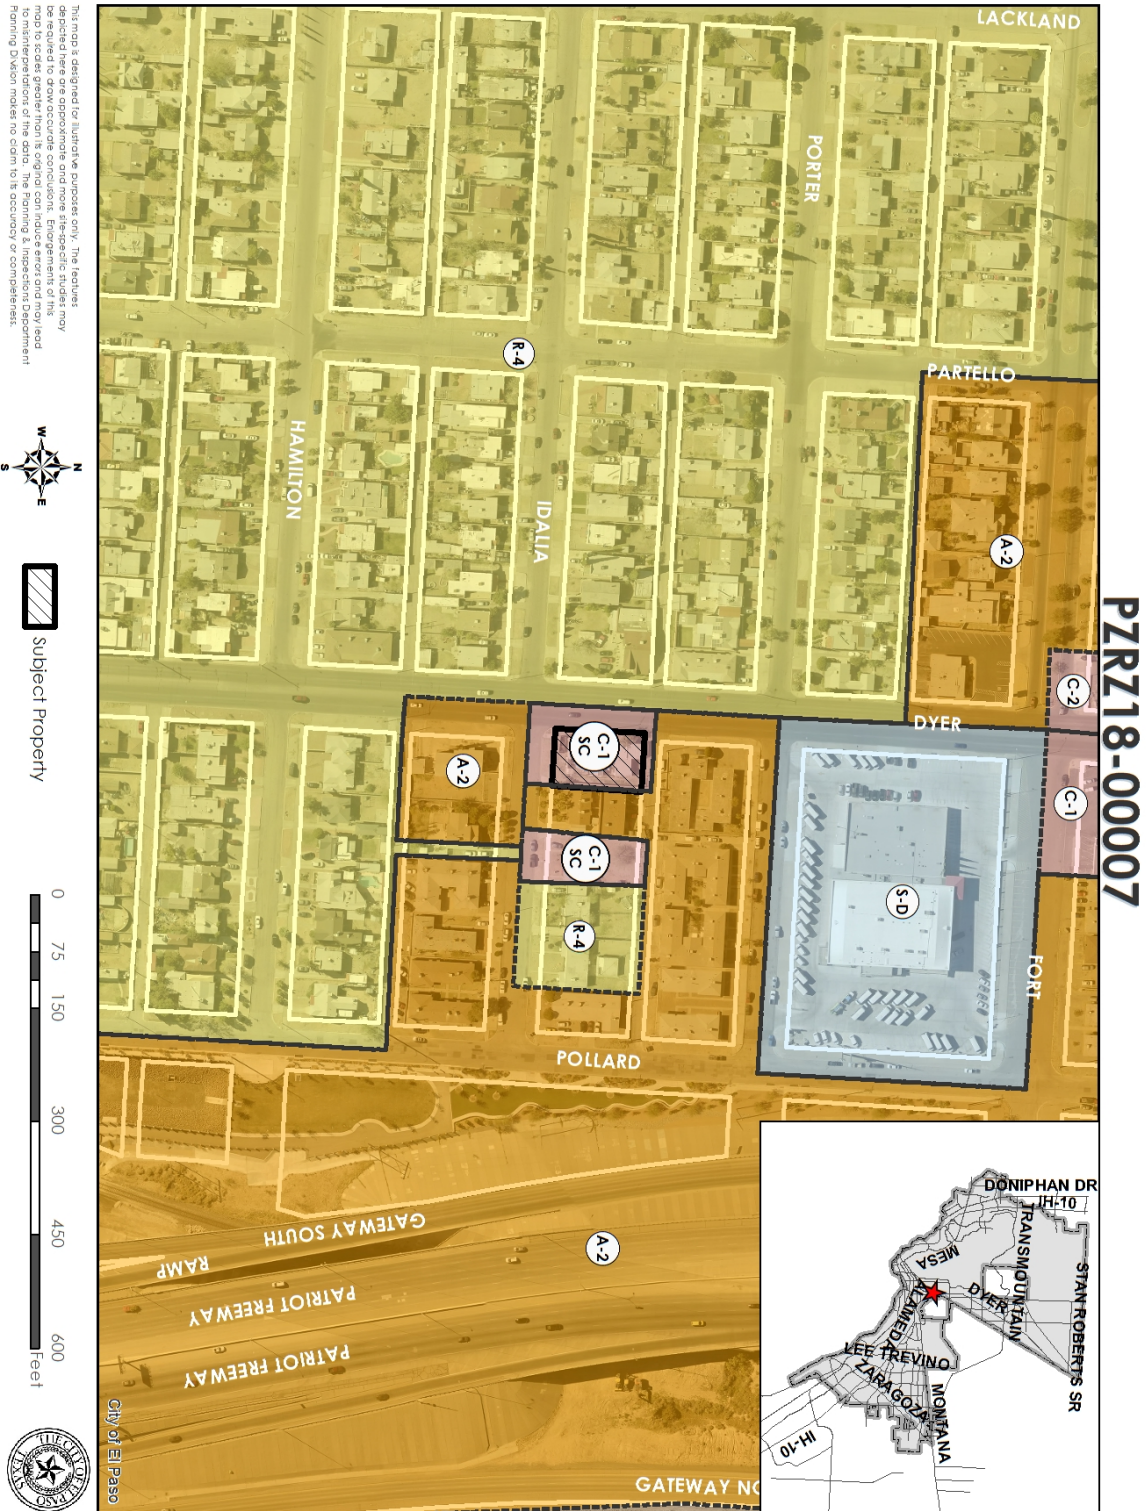 PZRZ18-00007
LACKLAND
PORTER
PARTELLO
R-4
HAMILTON
IDALIA
A-2
C-2
DYER
C-1
C-1
SC
A-2
C-1
SC
S-D
R-4
FORT
POLLARD
GATEWAY SOUTH
RAMP
PATRIOT FREEWAY
PATRIOT FREEWAY
A-2
GATEWAY NO
DONIPHAN DR
IH-10
TRANSMOUNTAIN
STAN ROBERTS SR
MESA
DYER
ALAMEDA
LEE TREVINO
ZARAGOZA
MONTANA
IH-10
City of El Paso
This map is designed for illustrative purposes only. The features
depicted here are approximate and more site-specific studies may
be required to draw accurate conclusions. Enlargements of this
map to scales greater than its original can induce errors and may lead
to misinterpretations of the data. The Planning & Inspections Department
Planning Division makes no claim to its accuracy or completeness.
N
W
E
S
Subject Property
0 75 150 300 450 600
Feet
THE CITY OF EL PASO
TEXAS